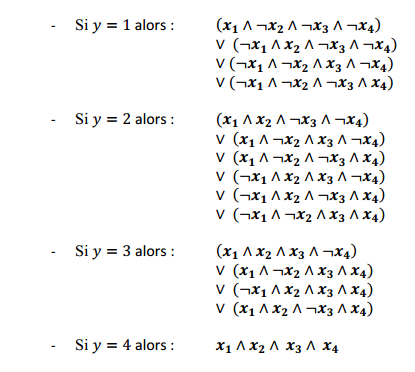 - Si y = 1 alors : (x₁ ∧ ¬x₂ ∧ ¬x₃ ∧ ¬x₄)
∨ (¬x₁ ∧ x₂ ∧ ¬x₃ ∧ ¬x₄)
∨ (¬x₁ ∧ ¬x₂ ∧ x₃ ∧ ¬x₄)
∨ (¬x₁ ∧ ¬x₂ ∧ ¬x₃ ∧ x₄)
- Si y = 2 alors : (x₁ ∧ x₂ ∧ ¬x₃ ∧ ¬x₄)
∨ (x₁ ∧ ¬x₂ ∧ x₃ ∧ ¬x₄)
∨ (x₁ ∧ ¬x₂ ∧ ¬x₃ ∧ x₄)
∨ (¬x₁ ∧ x₂ ∧ x₃ ∧ ¬x₄)
∨ (¬x₁ ∧ x₂ ∧ ¬x₃ ∧ x₄)
∨ (¬x₁ ∧ ¬x₂ ∧ x₃ ∧ x₄)
- Si y = 3 alors : (x₁ ∧ x₂ ∧ x₃ ∧ ¬x₄)
∨ (x₁ ∧ ¬x₂ ∧ x₃ ∧ x₄)
∨ (¬x₁ ∧ x₂ ∧ x₃ ∧ x₄)
∨ (x₁ ∧ x₂ ∧ ¬x₃ ∧ x₄)
- Si y = 4 alors : x₁ ∧ x₂ ∧ x₃ ∧ x₄